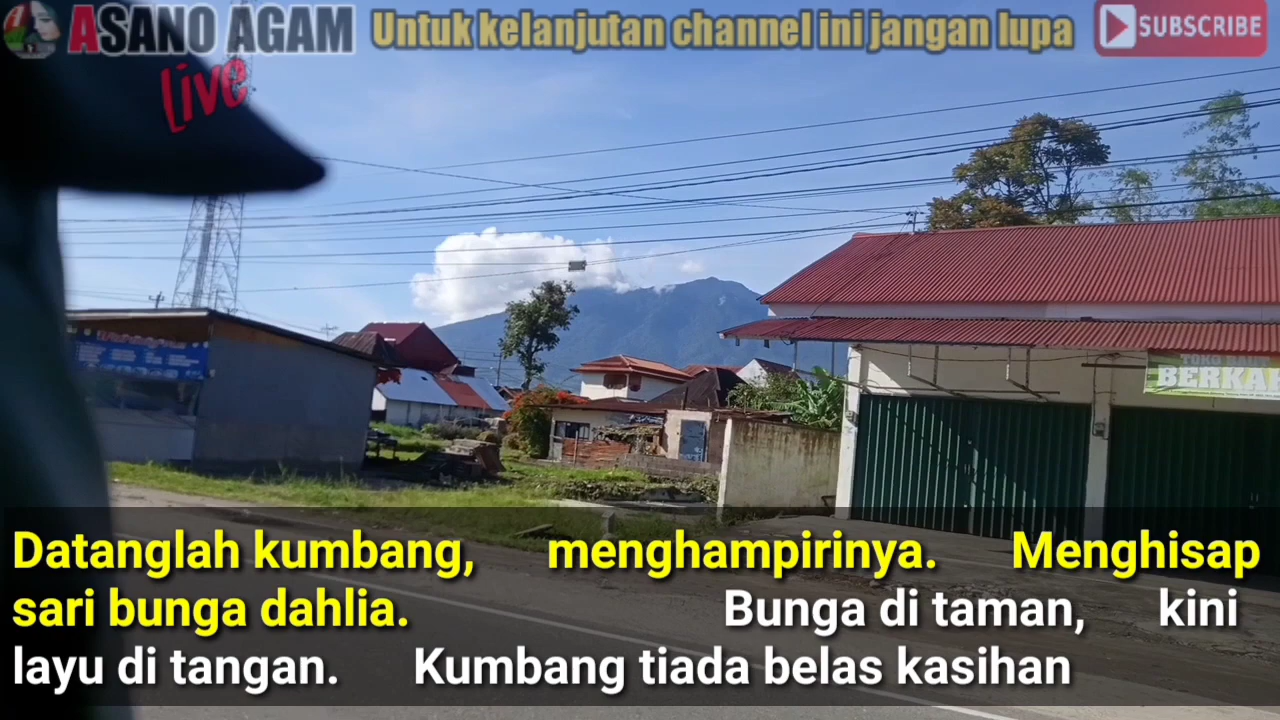 ASANO AGAM
Live
Untuk kelanjutan channel ini jangan lupa
SUBSCRIBE
BERKA
Datanglah kumbang, menghampirinya. Menghisap
sari bunga dahlia. Bunga di taman, kini
layu di tangan. Kumbang tiada belas kasihan